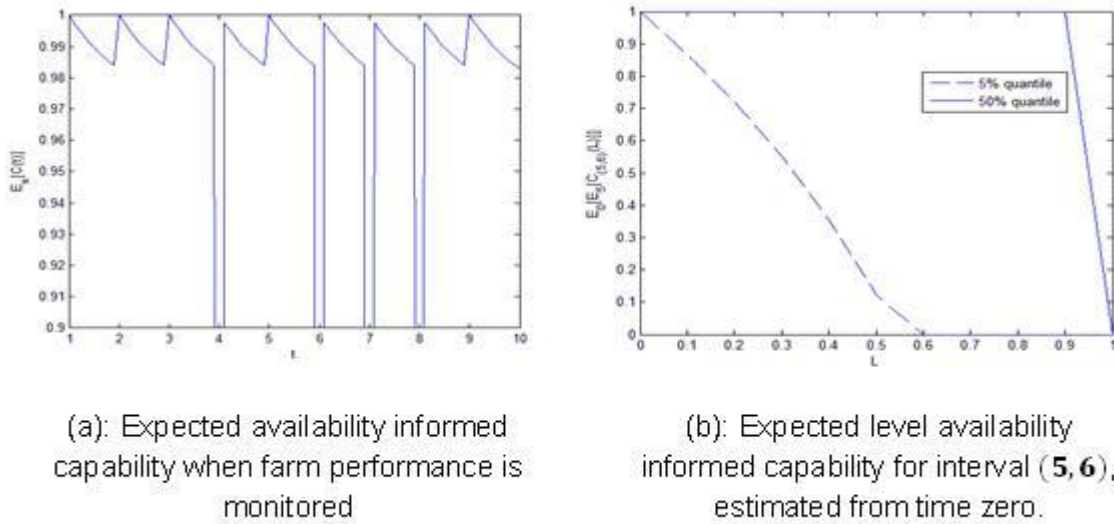 1
0.99
0.98
0.97
0.96
0.95
0.94
0.93
0.92
0.91
0.9
1 2 3 4 5 6 7 8 9 10
t
1
0.9
0.8
0.7
0.6
0.5
0.4
0.3
0.2
0.1
0
0 0.1 0.2 0.3 0.4 0.5 0.6 0.7 0.8 0.9 1
L
5% quantile
50% quantile
(a): Expected availability informed
capability when farm performance is
monitored
(b): Expected level availability
informed capability for interval (5, 6),
estimated from time zero.